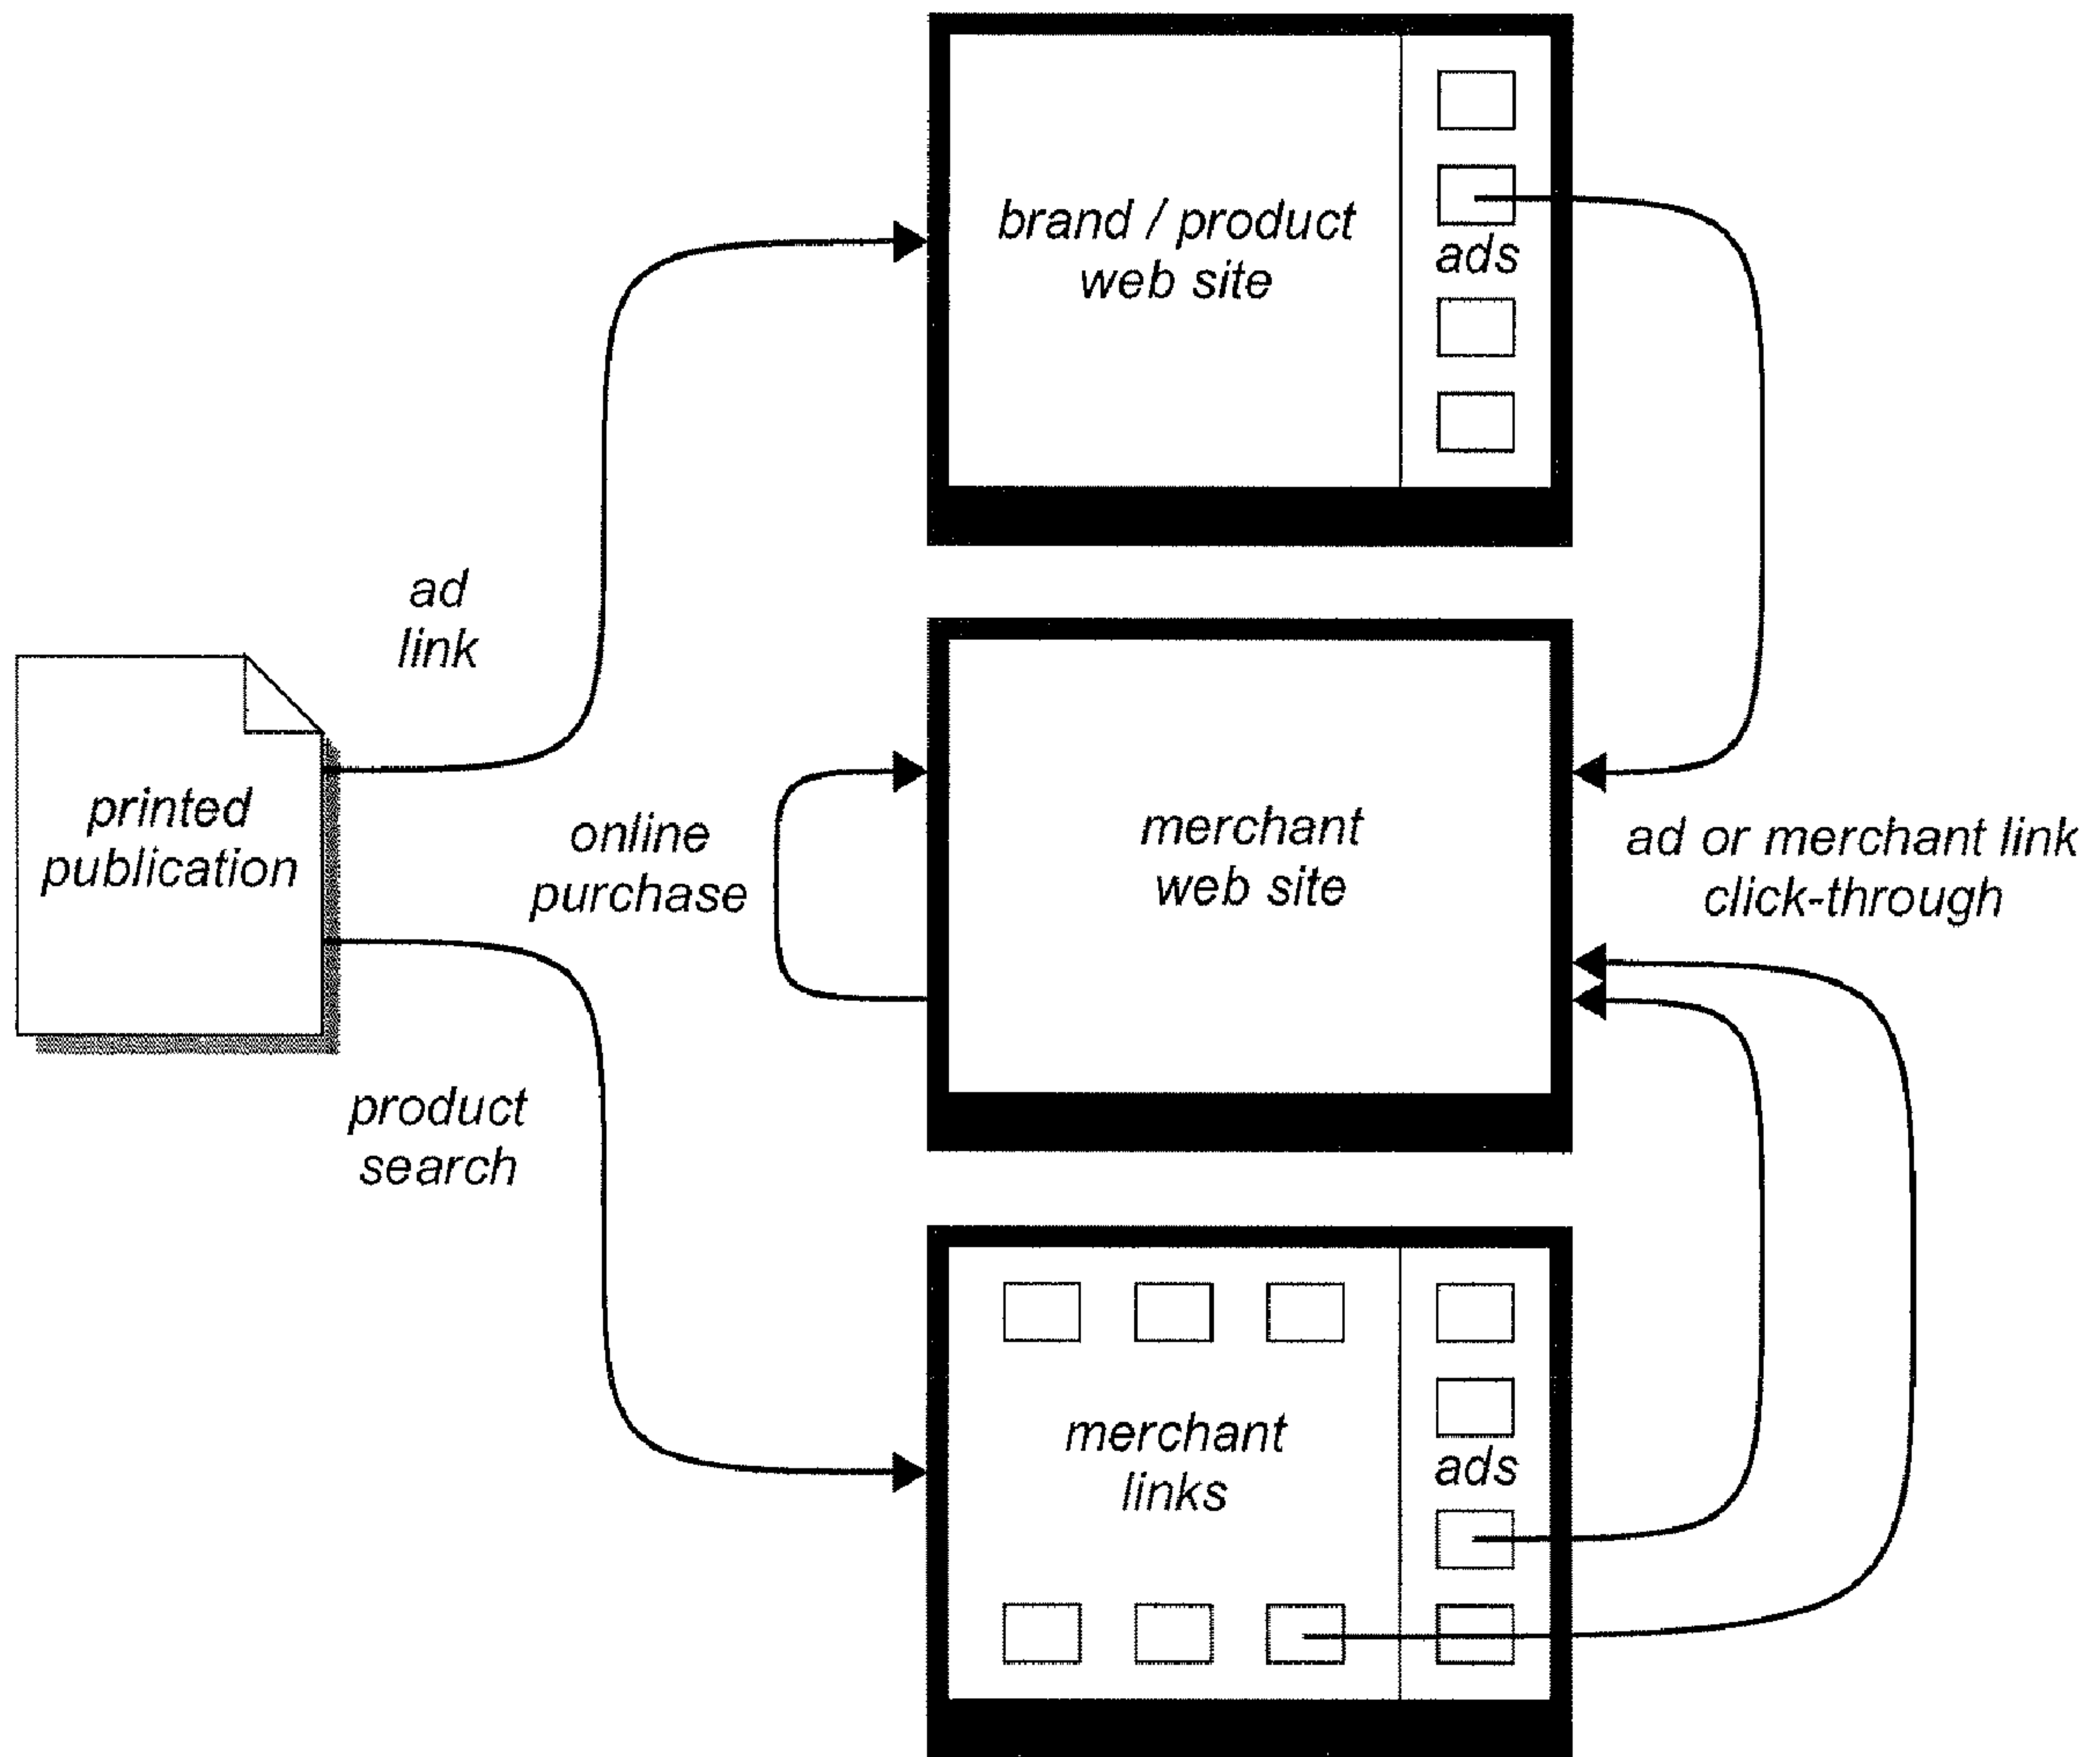 brand / product
web site
ads
ad
link
printed
publication
online
purchase
merchant
web site
ad or merchant link
click-through
product
search
merchant
links
ads